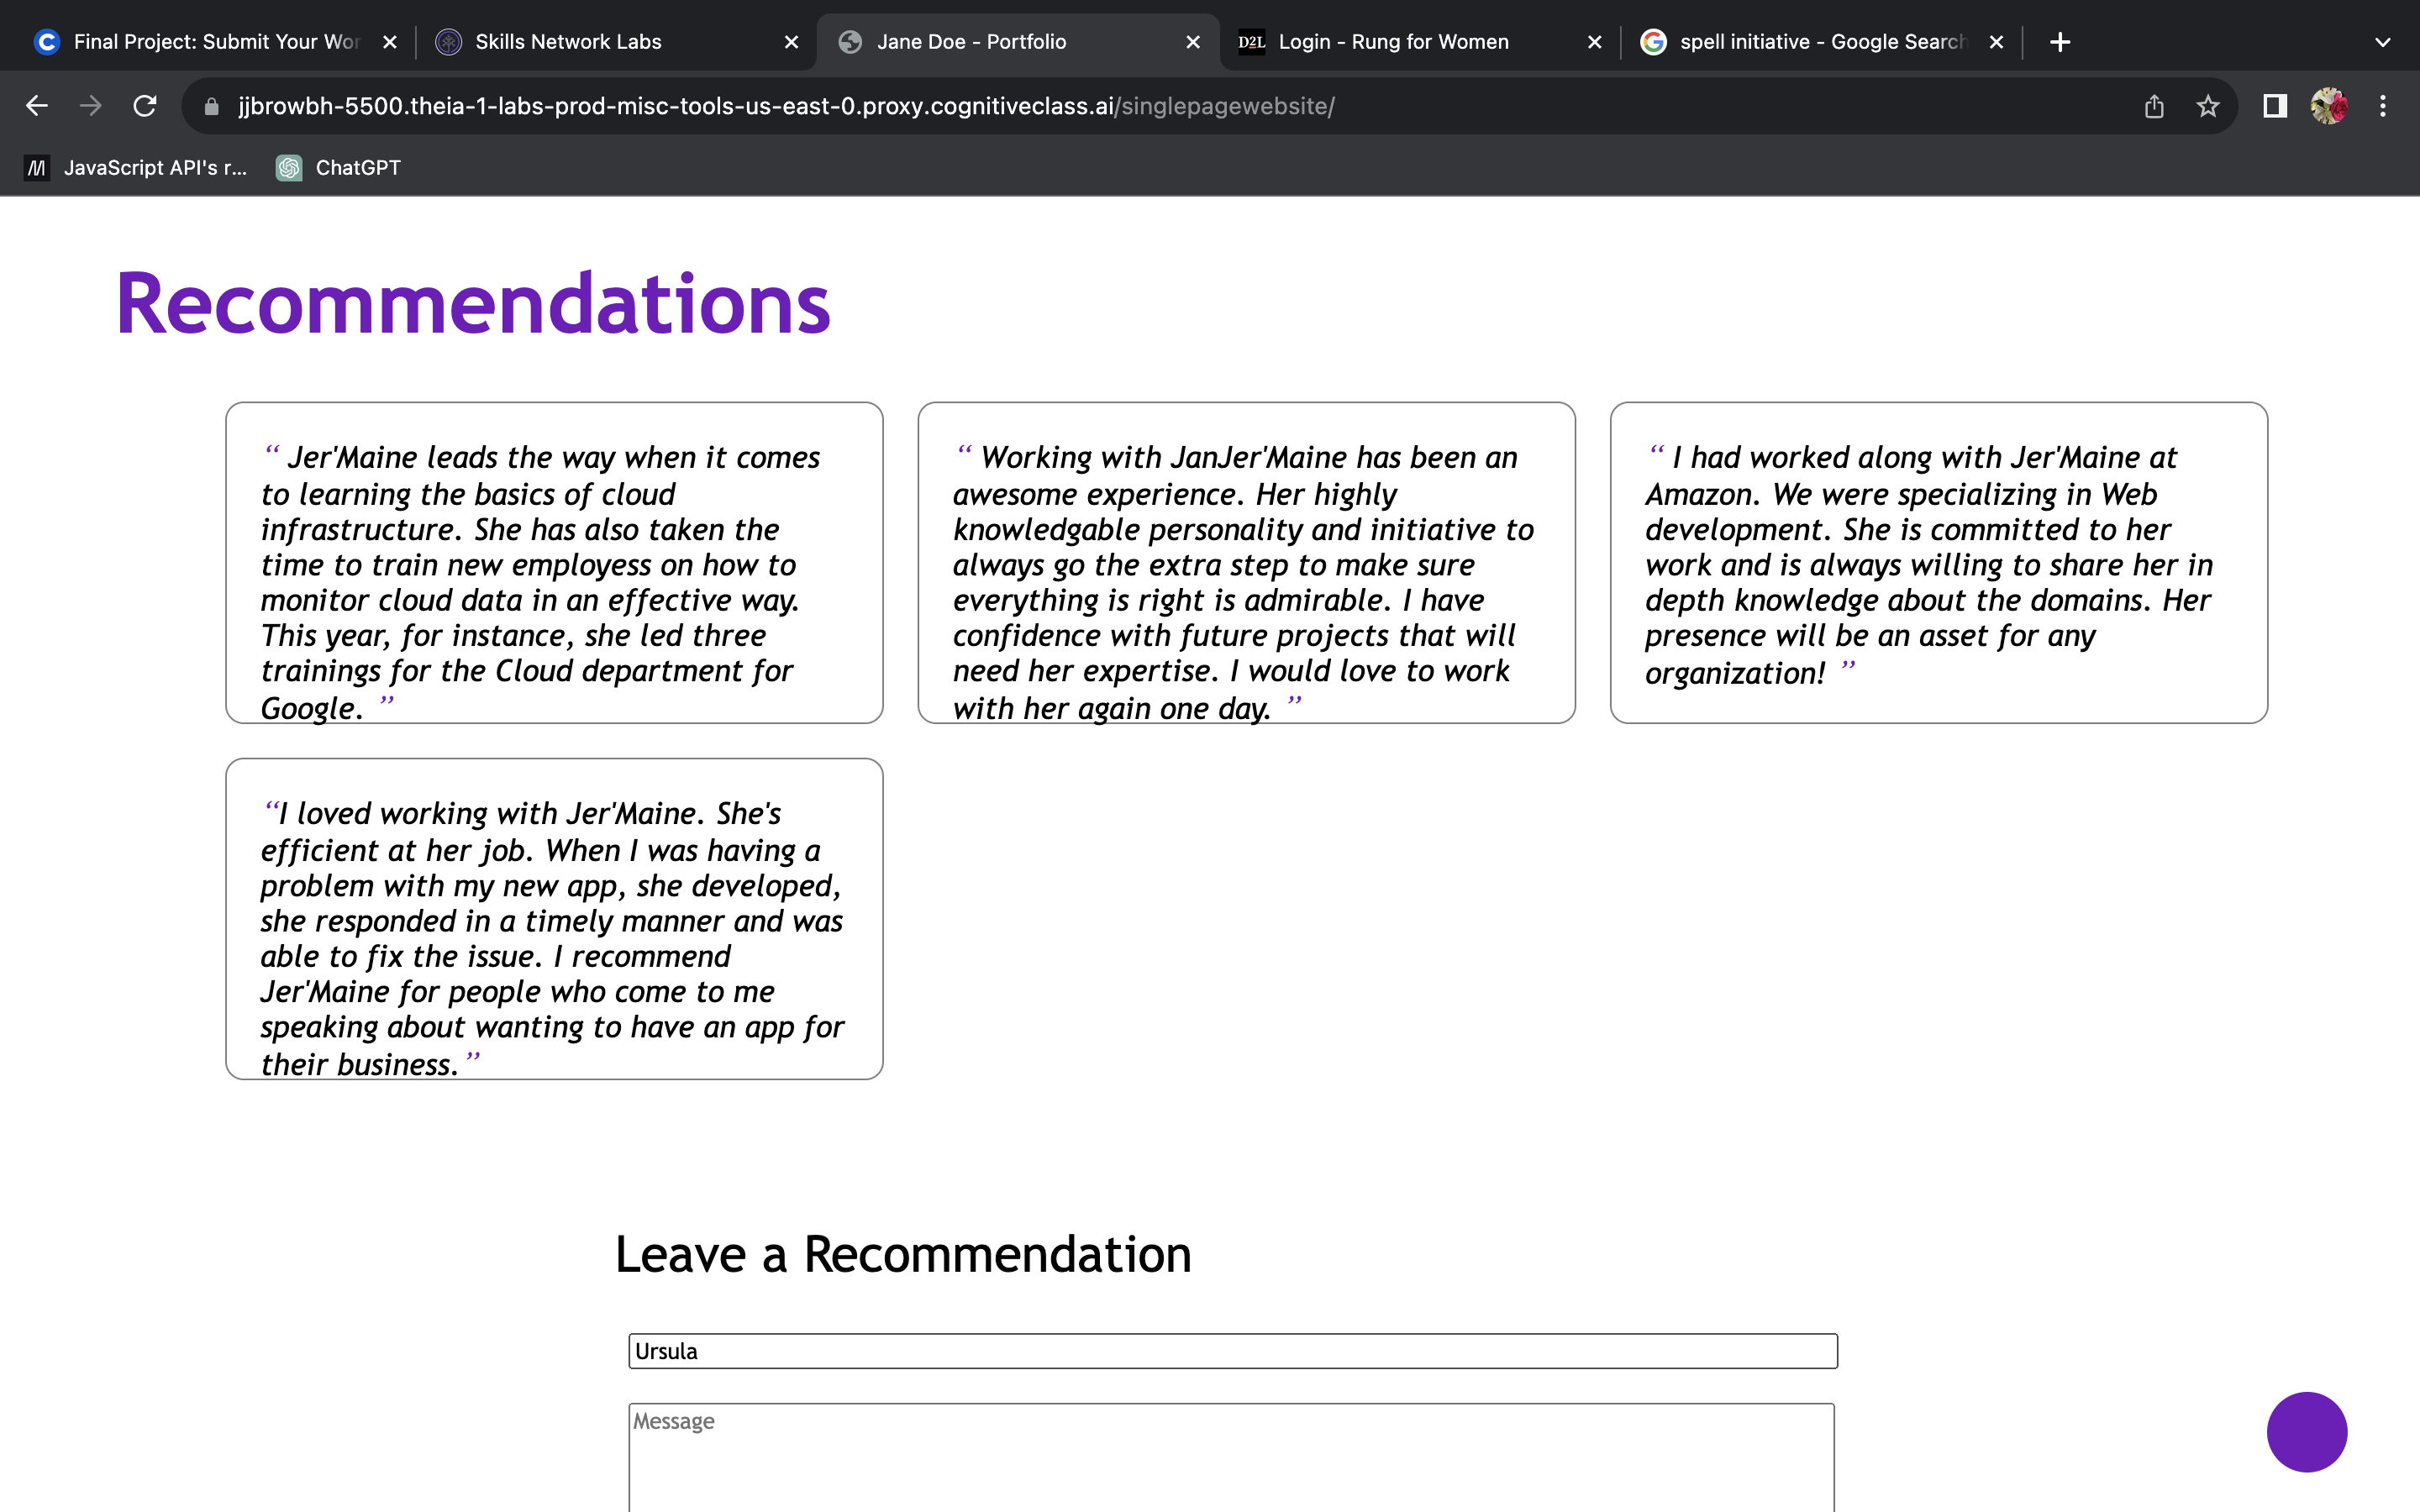 Final Project: Submit Your Wor
Skills Network Labs
Jane Doe - Portfolio
D2L Login - Rung for Women
spell initiative - Google Search
jjbrowbh-5500.theia-1-labs-prod-misc-tools-us-east-0.proxy.cognitiveclass.ai/singlepagewebsite/
JavaScript API's r...
ChatGPT
Recommendations
“ Jer'Maine leads the way when it comes
to learning the basics of cloud
infrastructure. She has also taken the
time to train new employess on how to
monitor cloud data in an effective way.
This year, for instance, she led three
trainings for the Cloud department for
Google. ”
“ Working with JanJer'Maine has been an
awesome experience. Her highly
knowledgable personality and initiative to
always go the extra step to make sure
everything is right is admirable. I have
confidence with future projects that will
need her expertise. I would love to work
with her again one day. ”
“ I had worked along with Jer'Maine at
Amazon. We were specializing in Web
development. She is committed to her
work and is always willing to share her in
depth knowledge about the domains. Her
presence will be an asset for any
organization! ”
“I loved working with Jer'Maine. She's
efficient at her job. When I was having a
problem with my new app, she developed,
she responded in a timely manner and was
able to fix the issue. I recommend
Jer'Maine for people who come to me
speaking about wanting to have an app for
their business.”
Leave a Recommendation
Ursula
Message